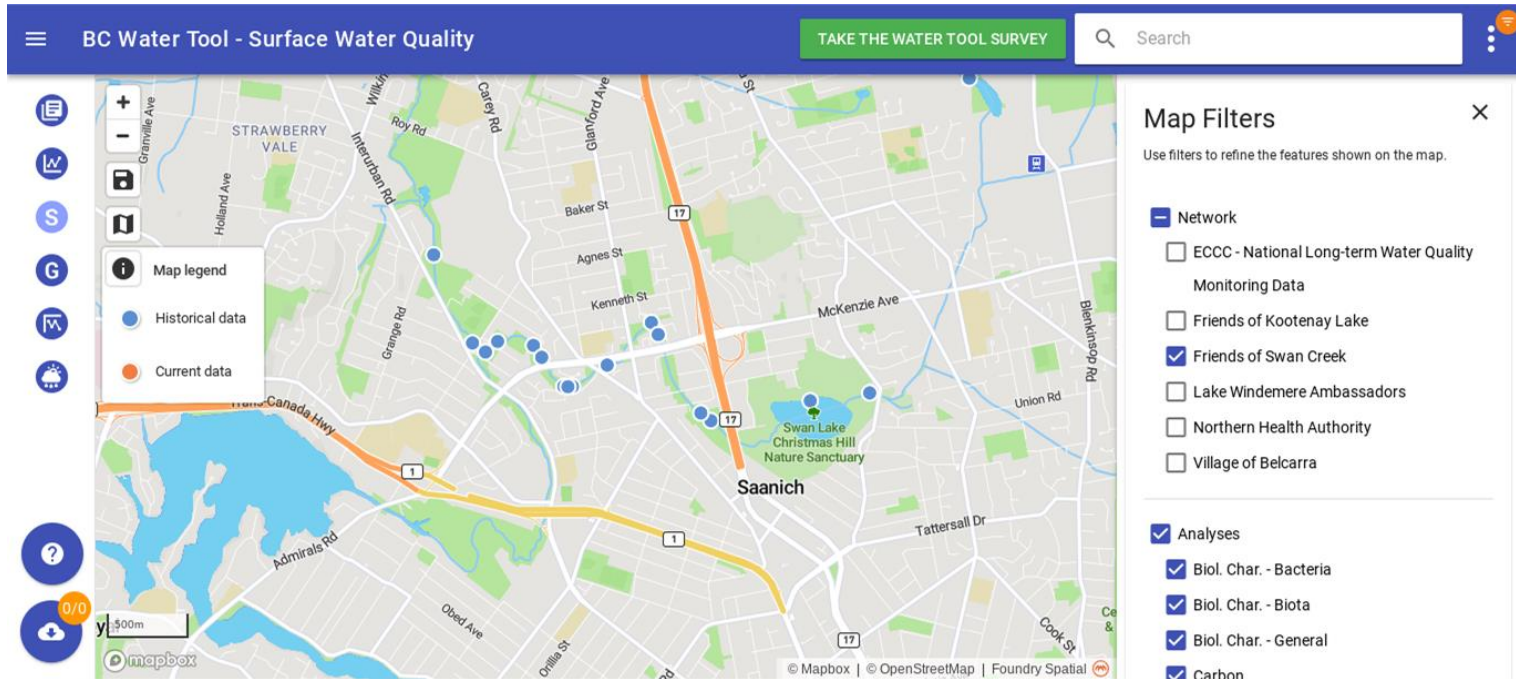 BC Water Tool - Surface Water Quality
TAKE THE WATER TOOL SURVEY
Search
Granville Ave
STRAWBERRY
VALE
Holland Ave
Roy Rd
Interurban Rd
Carey Rd
Glanford Ave
Baker St
Agnes St
Kenneth St
Grange Rd
McKenzie Ave
Blenkinsop Rd
Union Rd
17
17
Swan Lake
Christmas Hill
Nature Sanctuary
Saanich
Tattersall Dr
Trans-Canada Hwy
1
1
17
Admirals Rd
Obed Ave
Orillia St
Cook St
S
G
+
−
Map legend
Historical data
Current data
?
0/0
500m
mapbox
© Mapbox | © OpenStreetMap | Foundry Spatial
Map Filters
Use filters to refine the features shown on the map.
Network
ECCC - National Long-term Water Quality
Monitoring Data
Friends of Kootenay Lake
Friends of Swan Creek
Lake Windemere Ambassadors
Northern Health Authority
Village of Belcarra
Analyses
Biol. Char. - Bacteria
Biol. Char. - Biota
Biol. Char. - General
Carbon